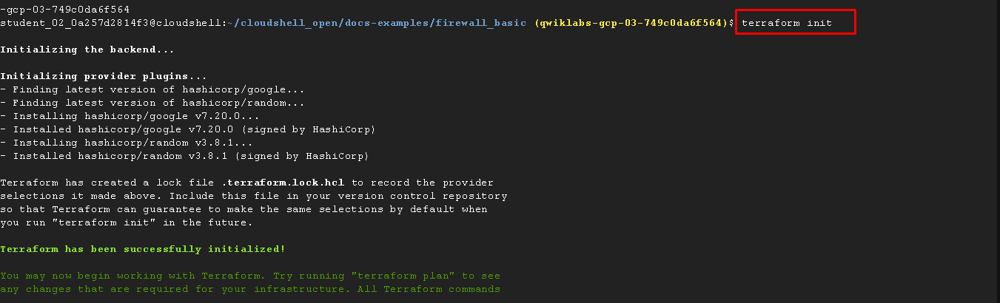 -gcp-03-749c0da6f564
student_02_0a257d2814f3@cloudshell:~/cloudshell_open/docs-examples/firewall_basic (qwiklabs-gcp-03-749c0da6f564)$ terraform init
Initializing the backend...
Initializing provider plugins...
- Finding latest version of hashicorp/google...
- Finding latest version of hashicorp/random...
- Installing hashicorp/google v7.20.0...
- Installed hashicorp/google v7.20.0 (signed by HashiCorp)
- Installing hashicorp/random v3.8.1...
- Installed hashicorp/random v3.8.1 (signed by HashiCorp)
Terraform has created a lock file .terraform.lock.hcl to record the provider
selections it made above. Include this file in your version control repository
so that Terraform can guarantee to make the same selections by default when
you run "terraform init" in the future.
Terraform has been successfully initialized!
You may now begin working with Terraform. Try running "terraform plan" to see
any changes that are required for your infrastructure. All Terraform commands